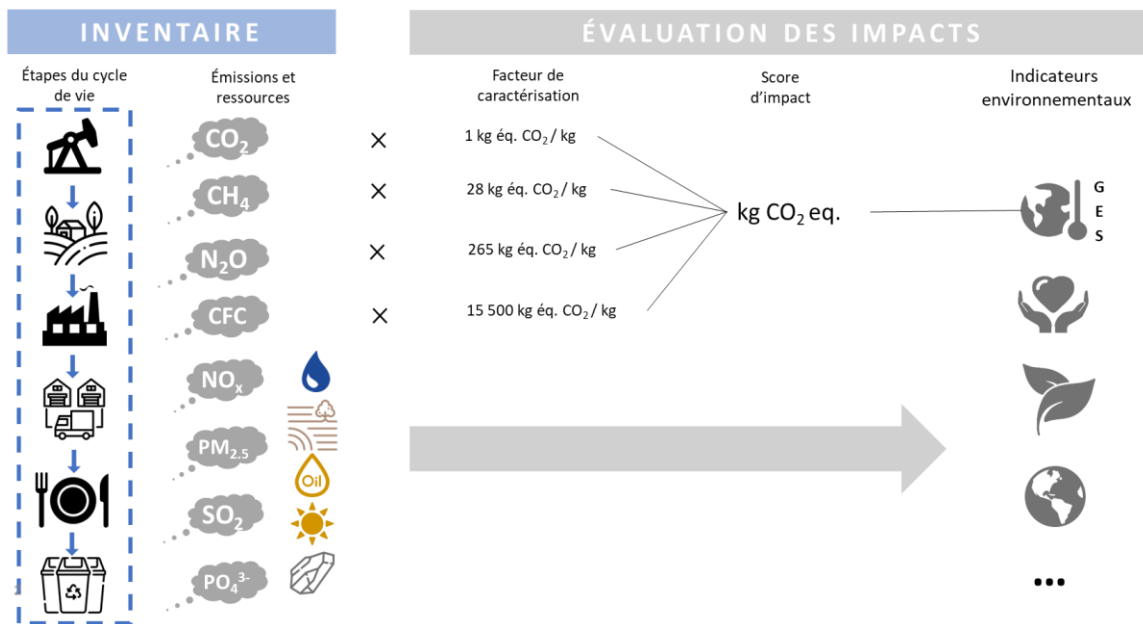 INVENTAIRE
ÉVALUATION DES IMPACTS
Étapes du cycle
de vie
Émissions et
ressources
Facteur de
caractérisation
Score
d'impact
Indicateurs
environnementaux
CO₂
×
1 kg éq. CO₂ / kg
CH₄
×
28 kg éq. CO₂ / kg
kg CO₂ eq.
G
E
S
N₂O
×
265 kg éq. CO₂ / kg
CFC
×
15 500 kg éq. CO₂ / kg
NOₓ
PM₂.₅
Oil
SO₂
PO₄³⁻
...